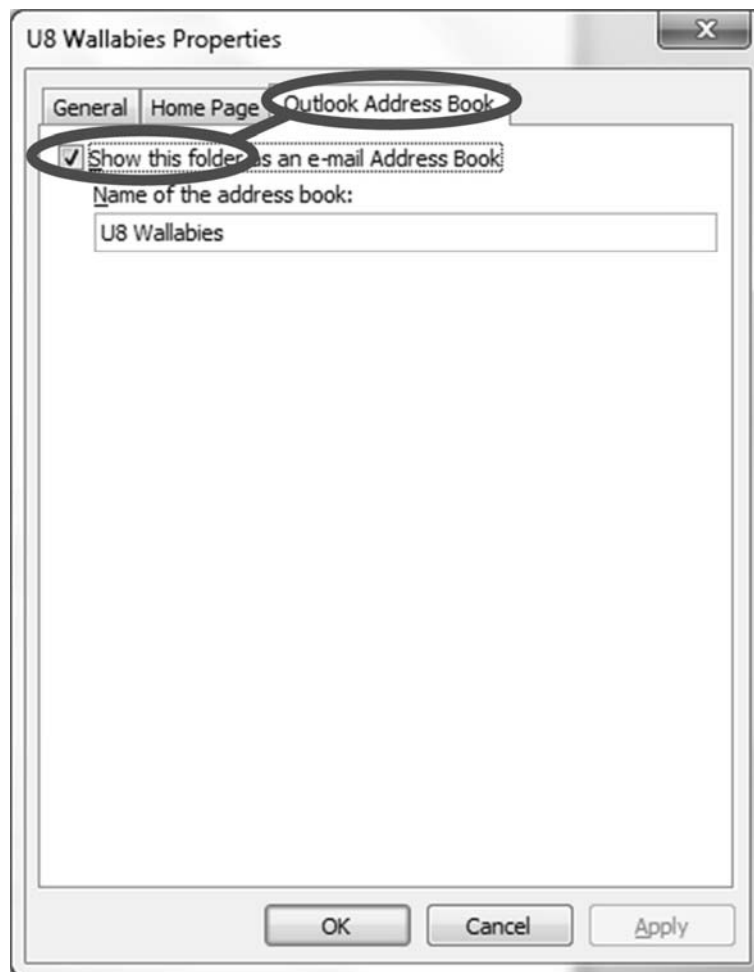 U8 Wallabies Properties
General Home Page Outlook Address Book
Show this folder as an e-mail Address Book
Name of the address book:
U8 Wallabies
OK Cancel Apply